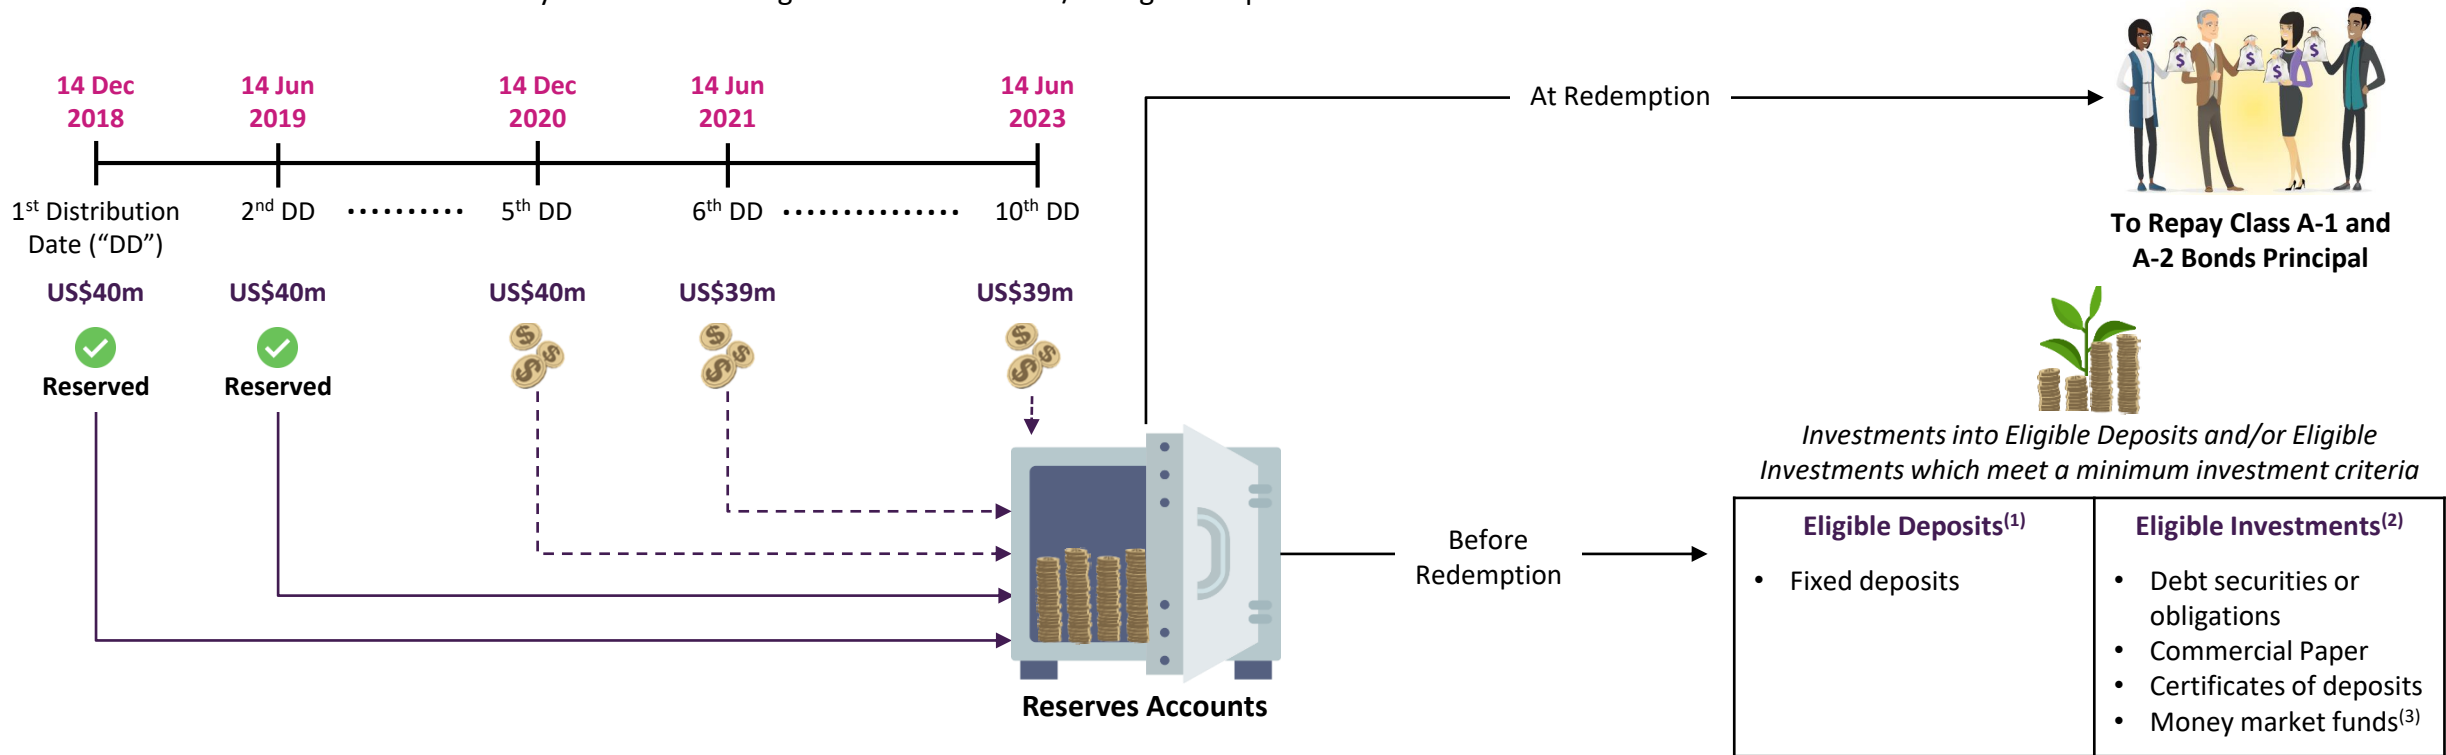 14 Dec
2018
14 Jun
2019
14 Dec
2020
14 Jun
2021
14 Jun
2023
1st Distribution
Date (“DD”)
2nd DD
..........
5th DD
6th DD
...............
10th DD
US$40m
US$40m
US$40m
US$39m
US$39m
Reserved
Reserved
Reserves Accounts
At Redemption
To Repay Class A-1 and
A-2 Bonds Principal
Before
Redemption
Investments into Eligible Deposits and/or Eligible
Investments which meet a minimum investment criteria
Eligible Deposits(1)
• Fixed deposits
Eligible Investments(2)
• Debt securities or
obligations
• Commercial Paper
• Certificates of deposits
• Money market funds(3)